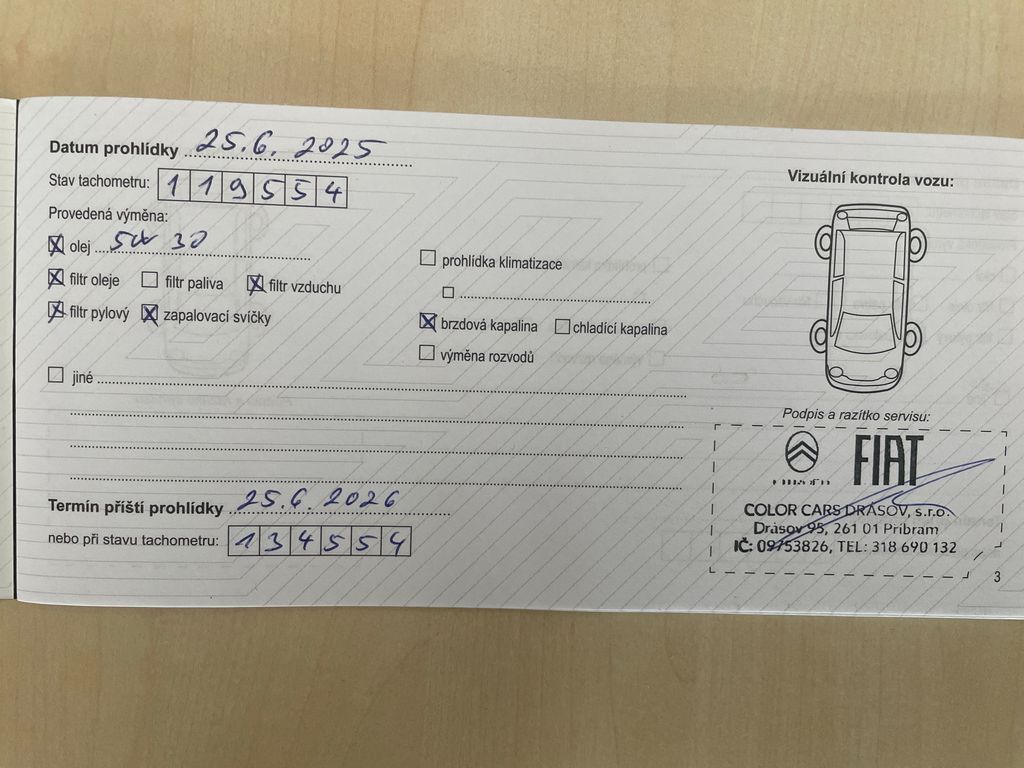 Datum prohlídky 25.6. 2025
Stav tachometru: 119554
Provedená výměna:
olej 5W 30
filtr oleje filtr paliva filtr vzduchu
filtr pylový zapalovací svíčky
prohlídka klimatizace
brzdová kapalina chladící kapalina
výměna rozvodů
jiné
Termín příští prohlídky 25.6.2026
nebo při stavu tachometru: 134554
Vizuální kontrola vozu:
Podpis a razítko servisu:
FIAT
COLOR CARS DRÁSOV, s.r.o.
Drásov 95, 261 01 Příbram
IČ: 09753826, TEL: 318 690 132
3